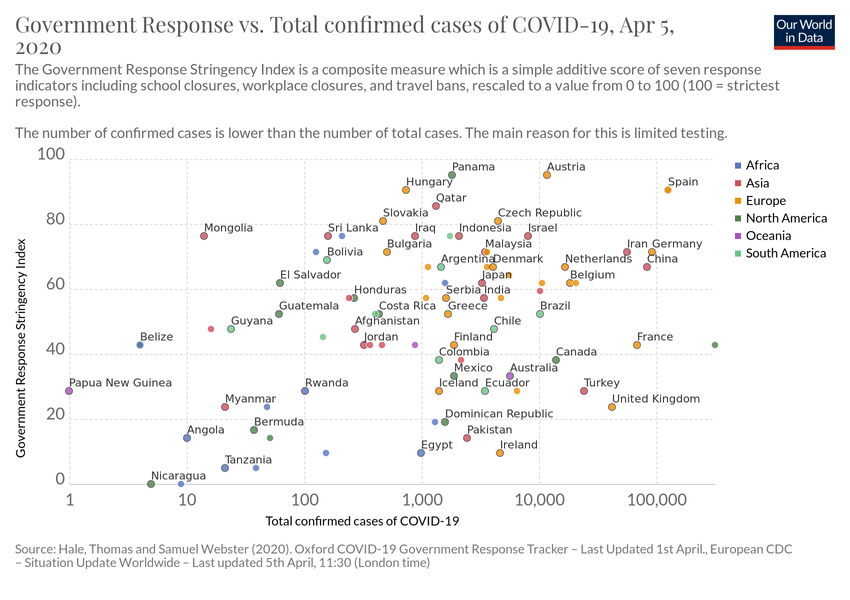 Government Response vs. Total confirmed cases of COVID-19, Apr 5,
2020
Our World
in Data
The Government Response Stringency Index is a composite measure which is a simple additive score of seven response
indicators including school closures, workplace closures, and travel bans, rescaled to a value from 0 to 100 (100 = strictest
response).
The number of confirmed cases is lower than the number of total cases. The main reason for this is limited testing.
Government Response Stringency Index
100
80
60
40
20
0
Panama
Austria
Hungary
Spain
Qatar
Slovakia
Czech Republic
Mongolia
Sri Lanka
Iraq
Indonesia
Israel
Bulgaria
Malaysia
Iran
Germany
Bolivia
Argentina
Denmark
Netherlands
China
El Salvador
Japan
Belgium
Honduras
Serbia
India
Guatemala
Costa Rica
Greece
Brazil
Guyana
Afghanistan
Chile
Belize
Jordan
Finland
France
Colombia
Canada
Mexico
Australia
Papua New Guinea
Rwanda
Iceland
Ecuador
Turkey
Myanmar
United Kingdom
Bermuda
Dominican Republic
Angola
Pakistan
Egypt
Ireland
Tanzania
Nicaragua
1
10
100
1,000
10,000
100,000
Total confirmed cases of COVID-19
Africa
Asia
Europe
North America
Oceania
South America
Source: Hale, Thomas and Samuel Webster (2020). Oxford COVID-19 Government Response Tracker – Last Updated 1st April., European CDC
– Situation Update Worldwide – Last updated 5th April, 11:30 (London time)